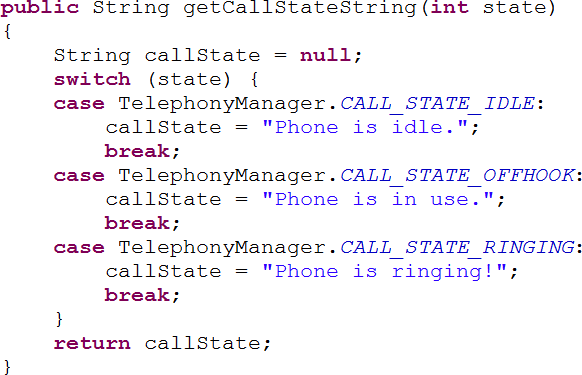 public String getCallStateString(int state)
{
    String callState = null;
    switch (state) {
    case TelephonyManager.CALL_STATE_IDLE:
        callState = "Phone is idle.";
        break;
    case TelephonyManager.CALL_STATE_OFFHOOK:
        callState = "Phone is in use.";
        break;
    case TelephonyManager.CALL_STATE_RINGING:
        callState = "Phone is ringing!";
        break;
    }
    return callState;
}